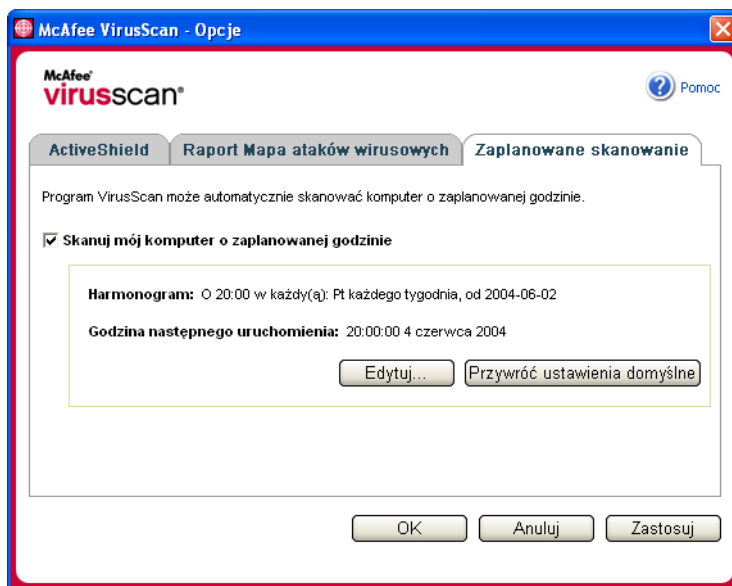 McAfee VirusScan - Opcje
McAfee®
virusscan®
Pomoc
ActiveShield
Raport Mapa ataków wirusowych
Zaplanowane skanowanie
Program VirusScan może automatycznie skanować komputer o zaplanowanej godzinie.
Skanuj mój komputer o zaplanowanej godzinie
Harmonogram: O 20:00 w każdy(ą): Pt każdego tygodnia, od 2004-06-02
Godzina następnego uruchomienia: 20:00:00 4 czerwca 2004
Edytuj...
Przywróć ustawienia domyślne
OK
Anuluj
Zastosuj